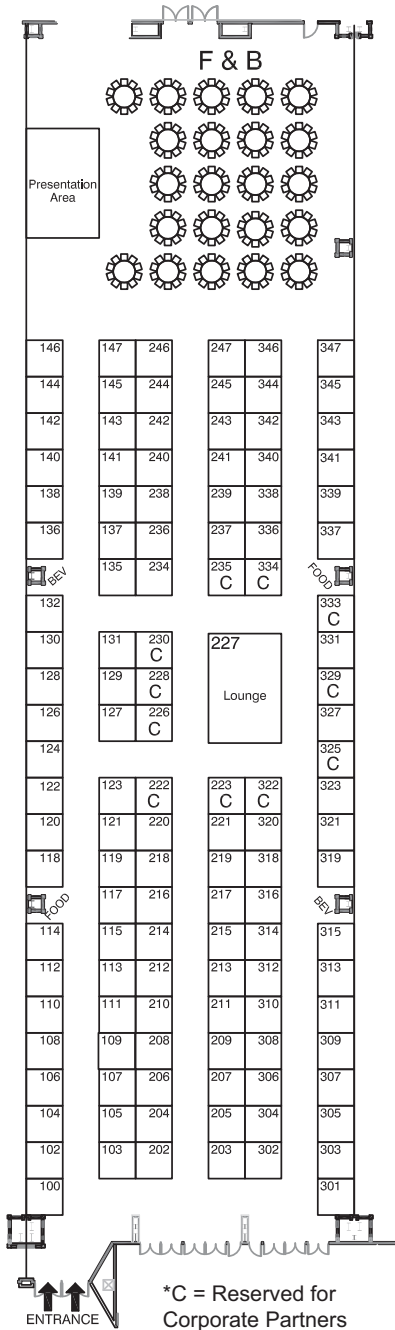 F & B
Presentation
Area
146 147 246 247 346 347
144 145 244 245 344 345
142 143 242 243 342 343
140 141 240 241 340 341
138 139 238 239 338 339
136 137 236 237 336 337
BEV 135 234 235 334 FOOD
C C
132 333
C
130 131 230 227 331
C
128 129 228 Lounge 329
C C
126 127 226 327
C
124 325
C
122 123 222 223 322 323
C C C
120 121 220 221 320 321
118 119 218 219 318 319
FOOD 117 216 217 316 BEV
114 115 214 215 314 315
112 113 212 213 312 313
110 111 210 211 310 311
108 109 208 209 308 309
106 107 206 207 306 307
104 105 204 205 304 305
102 103 202 203 302 303
100 301
ENTRANCE
*C = Reserved for
Corporate Partners